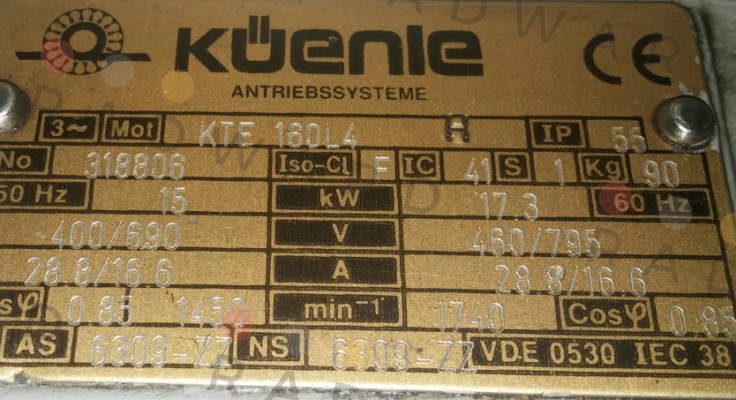 KÜenle CE
ANTRIEBSSYSTEME
3~ Mot KTE 160L4 H IP 55
No 318806 Iso-Cl F IC 41 S 1 Kg 90
50 Hz 15 kW 17.3 60 Hz
400/690 V 460/795
28.8/16.6 A 28.8/16.6
sφ 0.85 1450 min⁻¹ 1740 Cosφ 0.85
AS 6309-ZZ NS 6309-ZZ VDE 0530 IEC 38